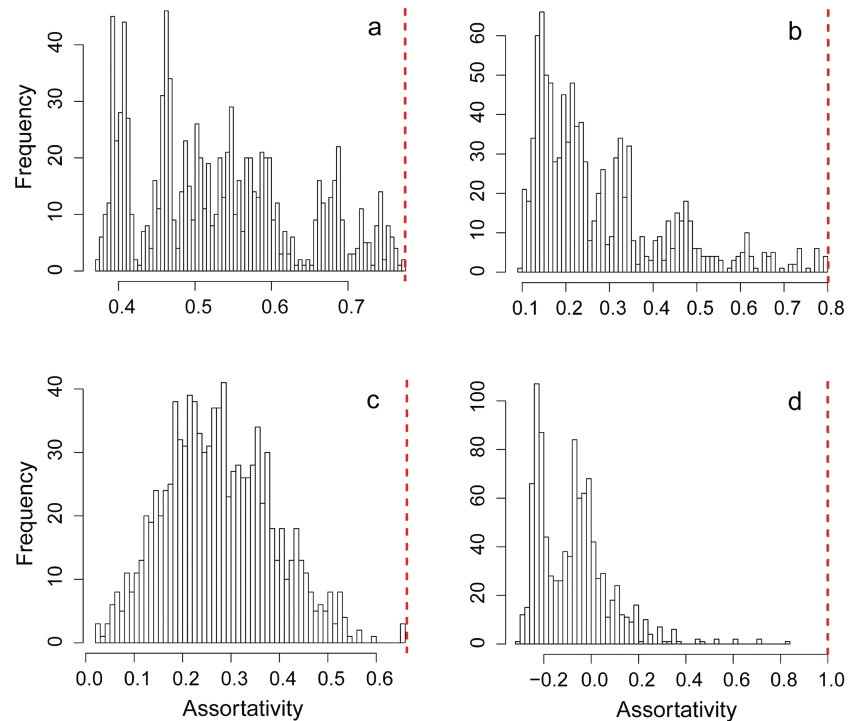 a
Frequency
0 10 20 30 40
0.4 0.5 0.6 0.7
b
0 10 20 30 40 50 60
0.1 0.2 0.3 0.4 0.5 0.6 0.7 0.8
c
Frequency
0 10 20 30 40
0.0 0.1 0.2 0.3 0.4 0.5 0.6
Assortativity
d
0 20 40 60 80 100
−0.2 0.0 0.2 0.4 0.6 0.8 1.0
Assortativity